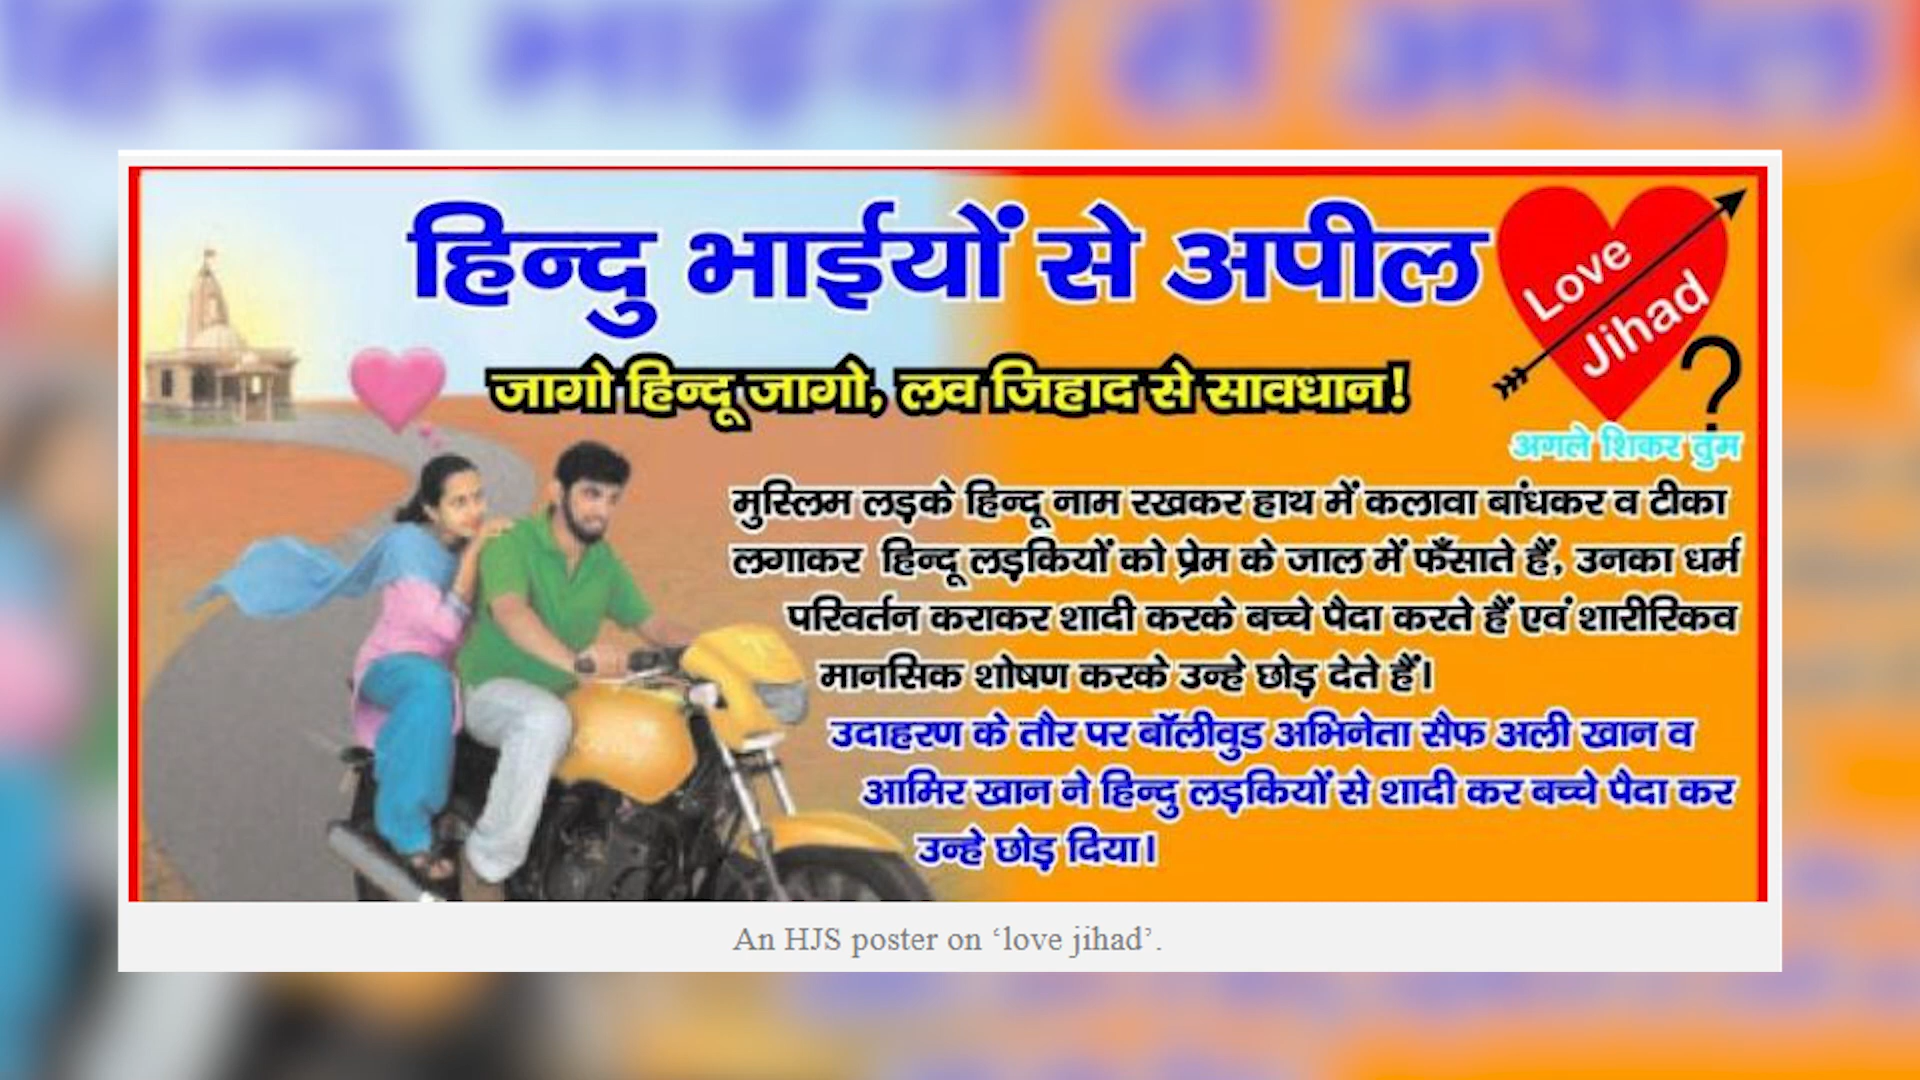 हिन्दु भाईयों से अपील
Love
Jihad
?
जागो हिन्दू जागो, लव जिहाद से सावधान!
अगले शिकर तुम
मुस्लिम लड़के हिन्दू नाम रखकर हाथ में कलावा बांधकर व टीका
लगाकर हिन्दू लड़कियों को प्रेम के जाल में फँसाते हैं, उनका धर्म
परिवर्तन कराकर शादी करके बच्चे पैदा करते हैं एवं शारीरिकव
मानसिक शोषण करके उन्हे छोड़ देते हैं।
उदाहरण के तौर पर बॉलीवुड अभिनेता सैफ अली खान व
आमिर खान ने हिन्दु लड़कियों से शादी कर बच्चे पैदा कर
उन्हे छोड़ दिया।
An HJS poster on ‘love jihad’.